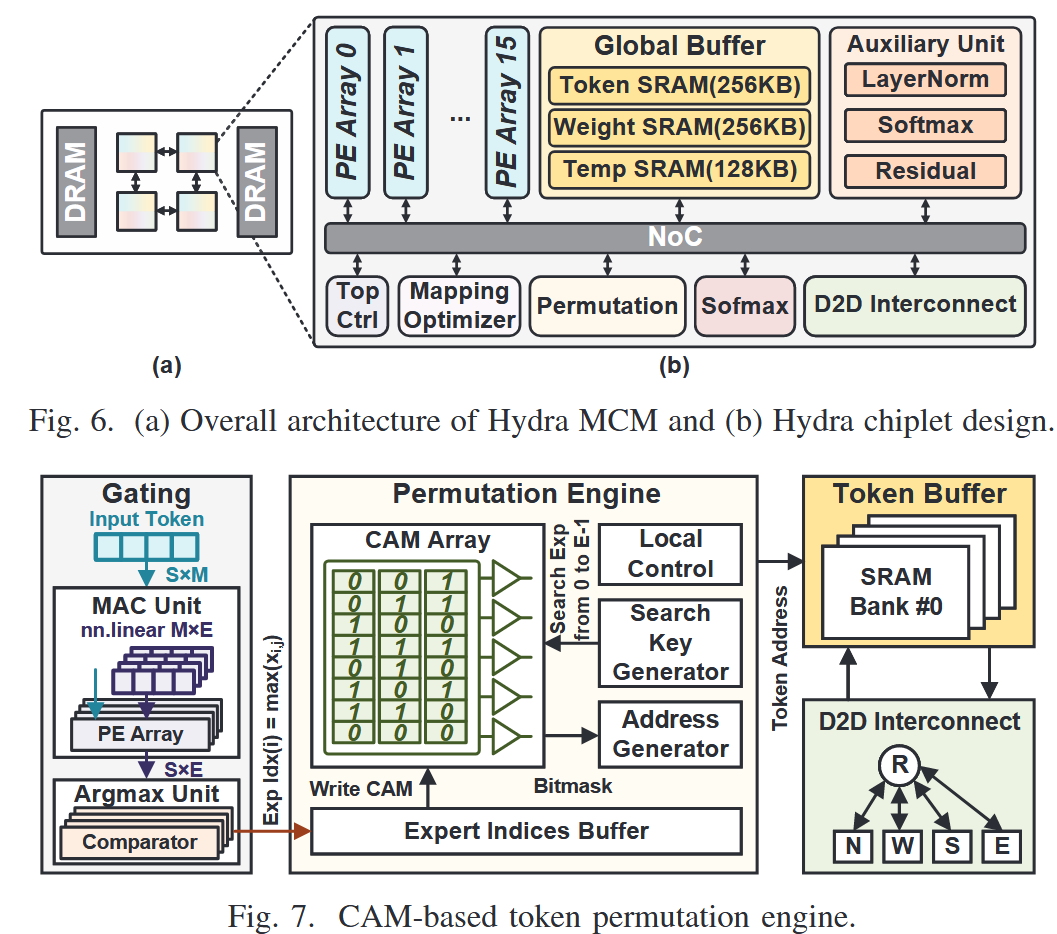 PE Array 0
PE Array 1
...
PE Array 15
Global Buffer
Token SRAM(256KB)
Weight SRAM(256KB)
Temp SRAM(128KB)
Auxiliary Unit
LayerNorm
Softmax
Residual
DRAM
DRAM
NoC
Top
Ctrl
Mapping
Optimizer
Permutation
Sofmax
D2D Interconnect
(a)
(b)
Fig. 6. (a) Overall architecture of Hydra MCM and (b) Hydra chiplet design.
Gating
Input Token
S×M
MAC Unit
nn.linear M×E
PE Array
S×E
Argmax Unit
Comparator
Exp Idx(i) = max(xi,j)
Permutation Engine
CAM Array
0 0 1
0 1 1
1 0 0
1 1 1
0 1 0
1 0 1
1 1 0
0 0 0
Search Exp
from 0 to E-1
Local
Control
Search
Key
Generator
Address
Generator
Write CAM
Bitmask
Expert Indices Buffer
Token Address
Token Buffer
SRAM
Bank #0
D2D Interconnect
R
N W S E
Fig. 7. CAM-based token permutation engine.